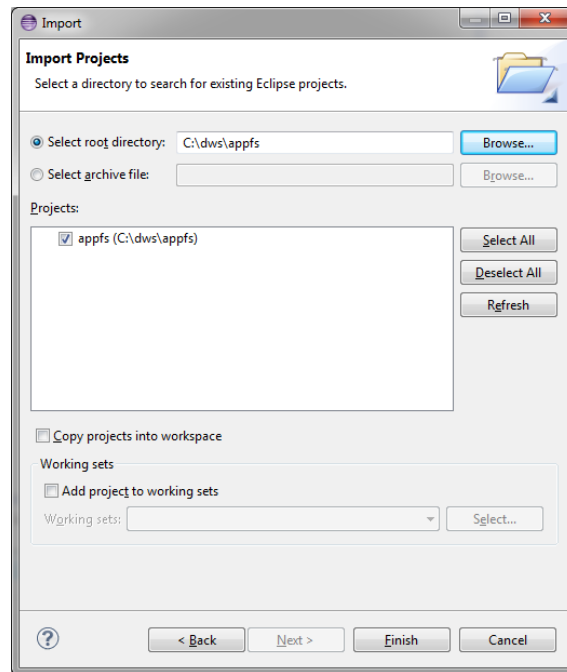 Import
Import Projects
Select a directory to search for existing Eclipse projects.
Select root directory: C:\dws\appfs Browse...
Select archive file: Browse...
Projects:
appfs (C:\dws\appfs)
Select All
Deselect All
Refresh
Copy projects into workspace
Working sets
Add project to working sets
Working sets: Select...
? < Back Next > Finish Cancel